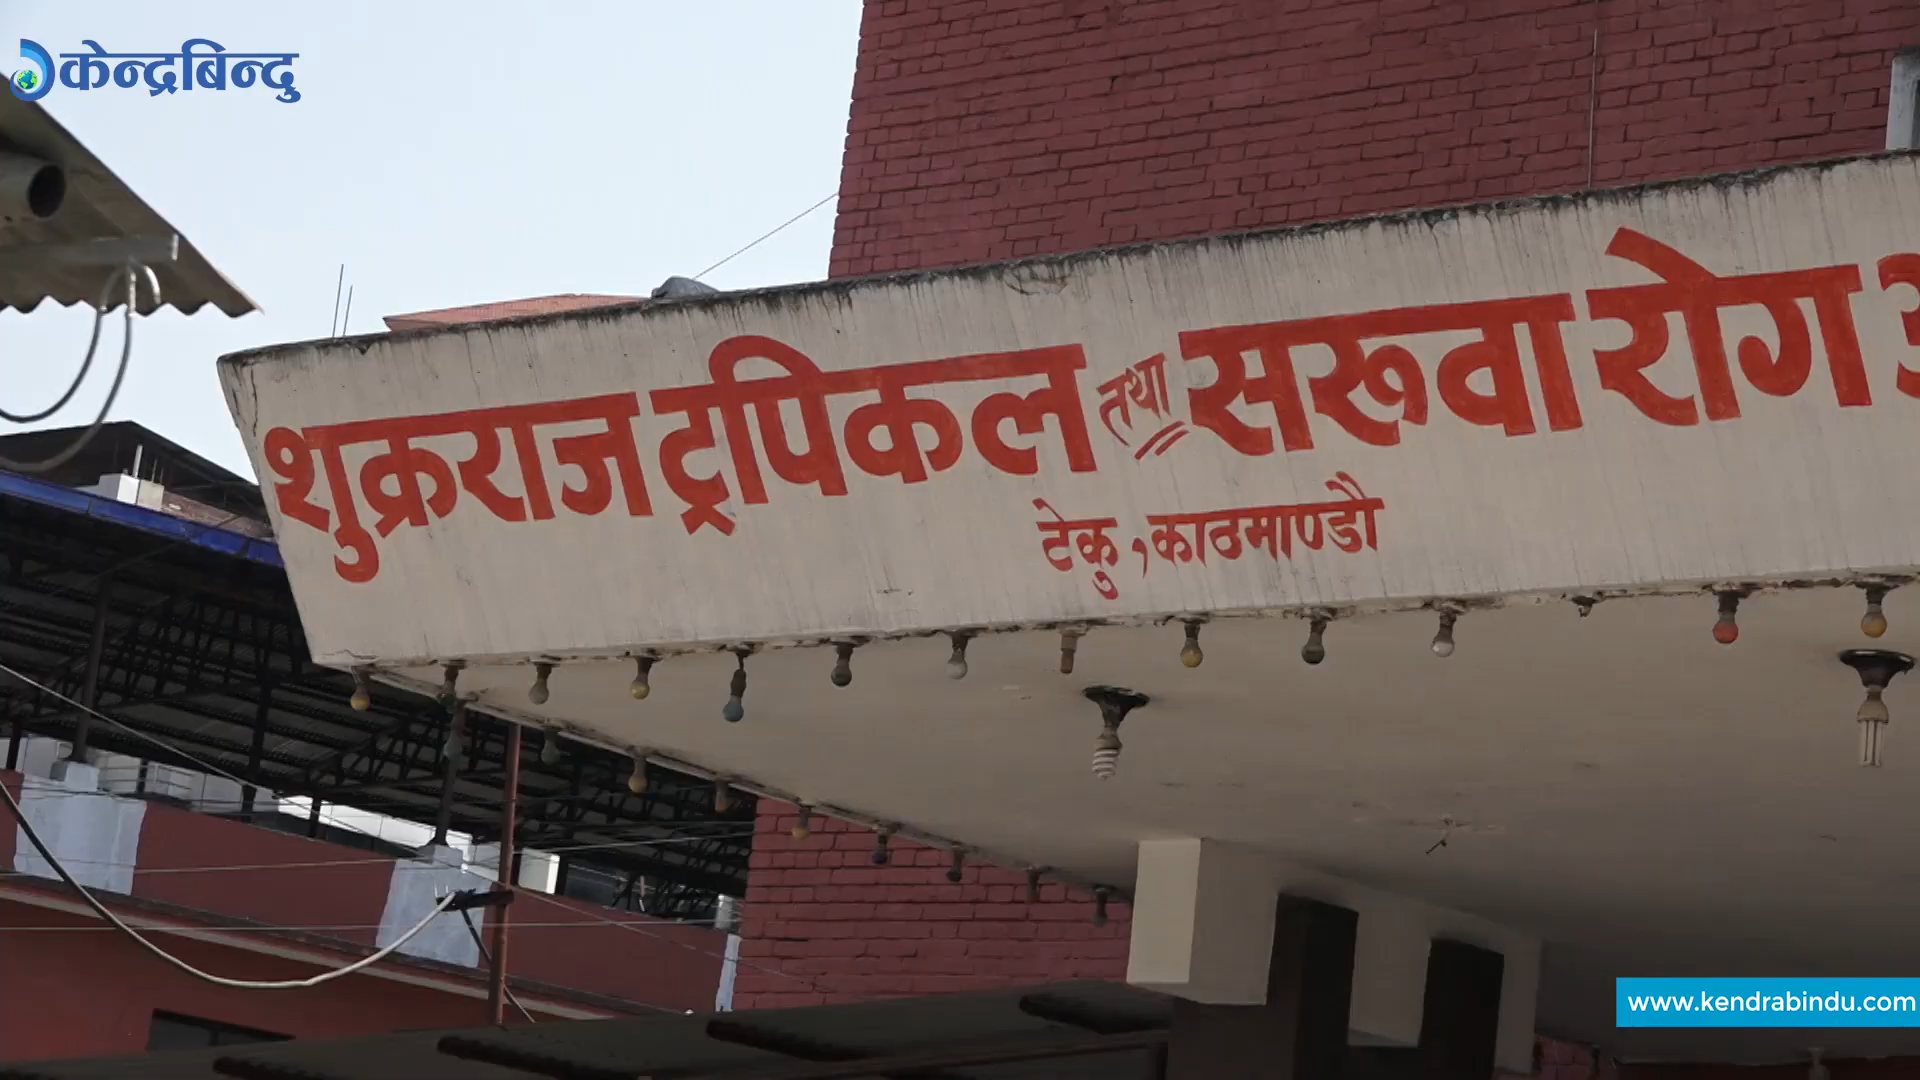 केन्द्रबिन्दु
शुक्रराज ट्रपिकल तथा सरूवा रोग
टेकु, काठमाण्डौ
www.kendrabindu.com